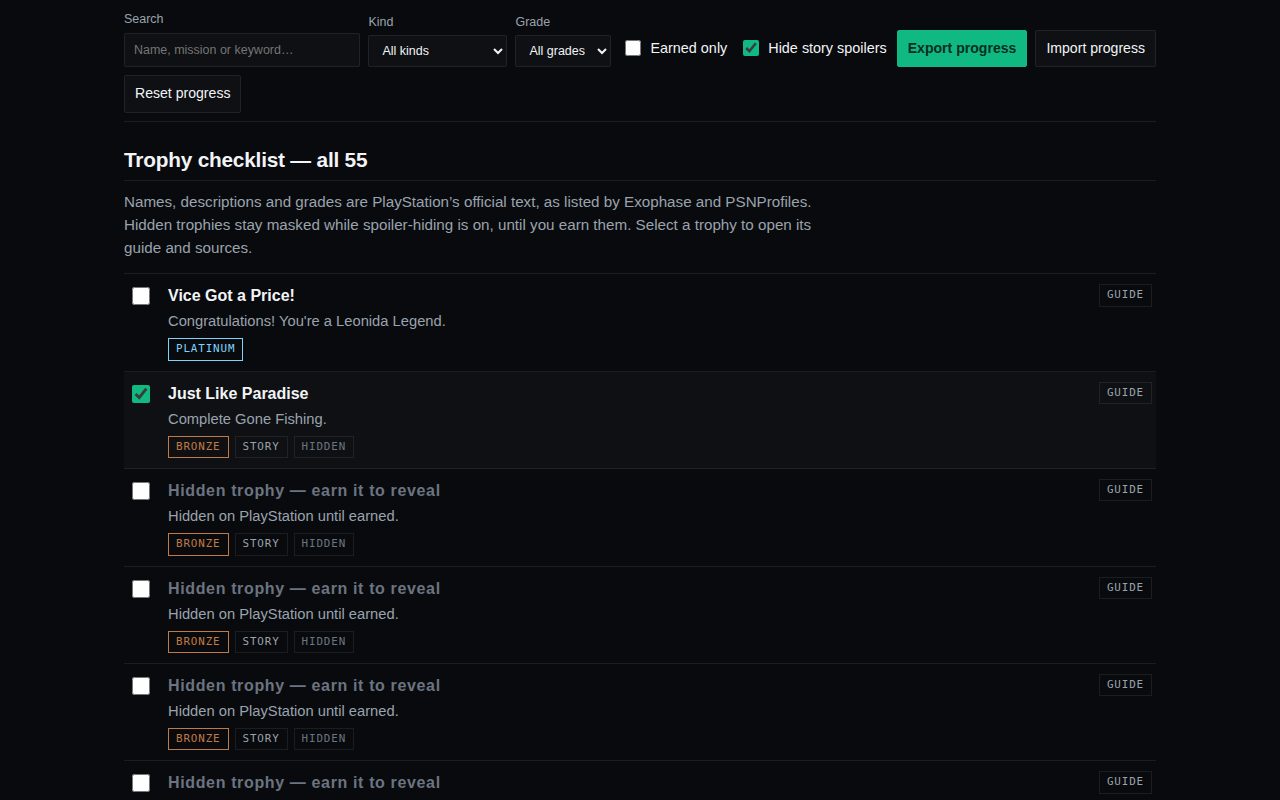 Search
Kind
Grade
Name, mission or keyword…
All kinds
All grades
Earned only
Hide story spoilers
Export progress
Import progress
Reset progress
Trophy checklist — all 55
Names, descriptions and grades are PlayStation’s official text, as listed by Exophase and PSNProfiles.
Hidden trophies stay masked while spoiler-hiding is on, until you earn them. Select a trophy to open its
guide and sources.
Vice Got a Price!
GUIDE
Congratulations! You're a Leonida Legend.
PLATINUM
Just Like Paradise
GUIDE
Complete Gone Fishing.
BRONZE STORY HIDDEN
Hidden trophy — earn it to reveal
GUIDE
Hidden on PlayStation until earned.
BRONZE STORY HIDDEN
Hidden trophy — earn it to reveal
GUIDE
Hidden on PlayStation until earned.
BRONZE STORY HIDDEN
Hidden trophy — earn it to reveal
GUIDE
Hidden on PlayStation until earned.
BRONZE STORY HIDDEN
Hidden trophy — earn it to reveal
GUIDE